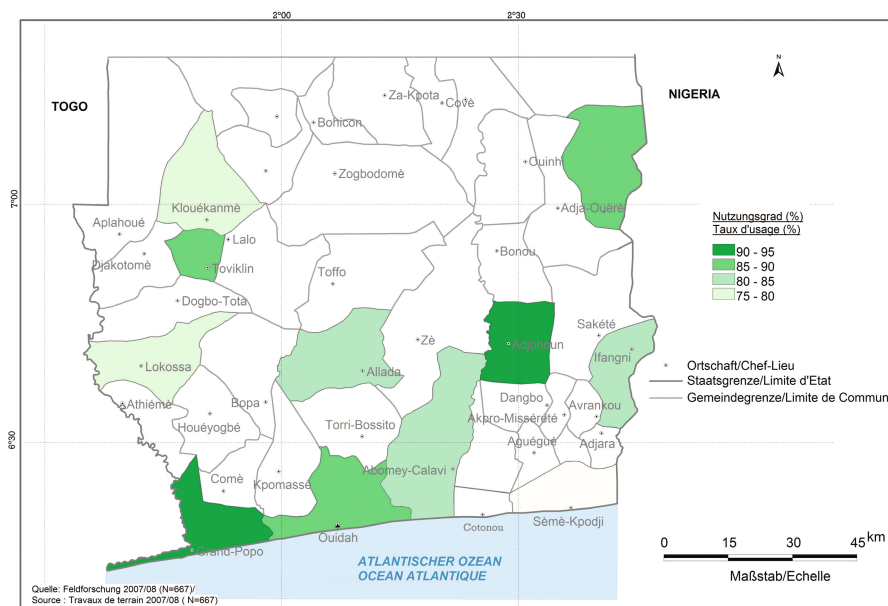 2°00
2°30
N
TOGO
NIGERIA
Za-Kpota
Covè
Bohicon
Ouinhi
Zogbodomè
7°00
Klouékanmè
Adja-Ouèrè
Aplahoué
Lalo
Djakotomè
Toviklin
Bonou
Toffo
Dogbo-Tota
Nutzungsgrad (%)
Taux d'usage (%)
90 - 95
85 - 90
80 - 85
75 - 80
Sakété
Zè
Adjohoun
Ifangni
Lokossa
Allada
Ortschaft/Chef-Lieu
Staatsgrenze/Limite d'Etat
Gemeindegrenze/Limite de Commun
Athiémè
Bopa
Dangbo
Avrankou
Houéyogbé
Akpro-Missérété
Torri-Bossito
6°30
Aguégué
Adjara
Comè
Kpomassè
Abomey-Calavi
Cotonou
Sèmè-Kpodji
Ouidah
Grand-Popo
ATLANTISCHER OZEAN
OCEAN ATLANTIQUE
0 15 30 45 km
Maßstab/Echelle
Quelle: Feldforschung 2007/08 (N=667)/
Source : Travaux de terrain 2007/08 ( N=667)